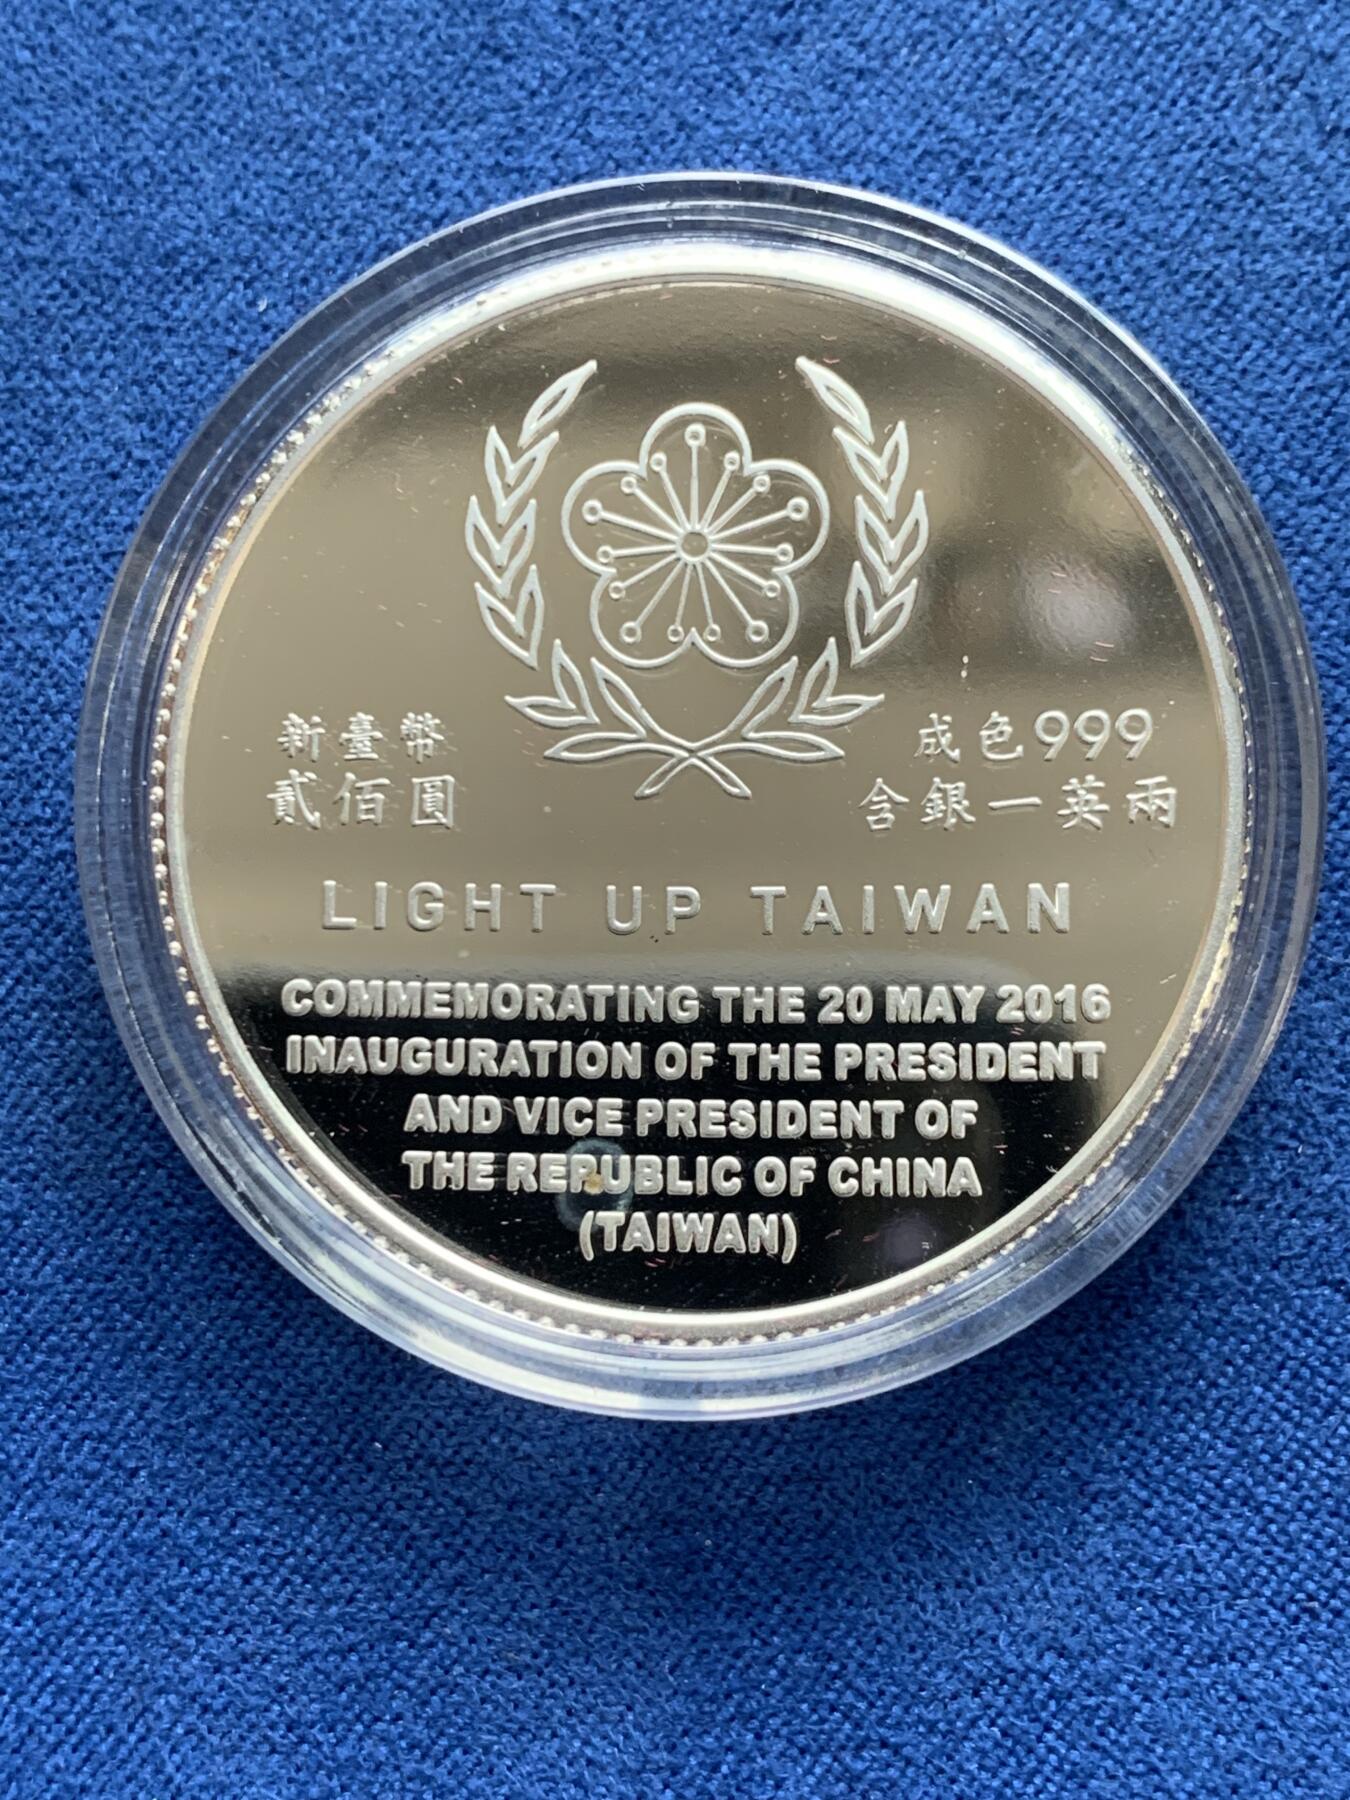 新臺幣
貳佰圓
成色999
含銀一英兩
LIGHT UP TAIWAN
COMMEMORATING THE 20 MAY 2016
INAUGURATION OF THE PRESIDENT
AND VICE PRESIDENT OF
THE REPUBLIC OF CHINA
(TAIWAN)